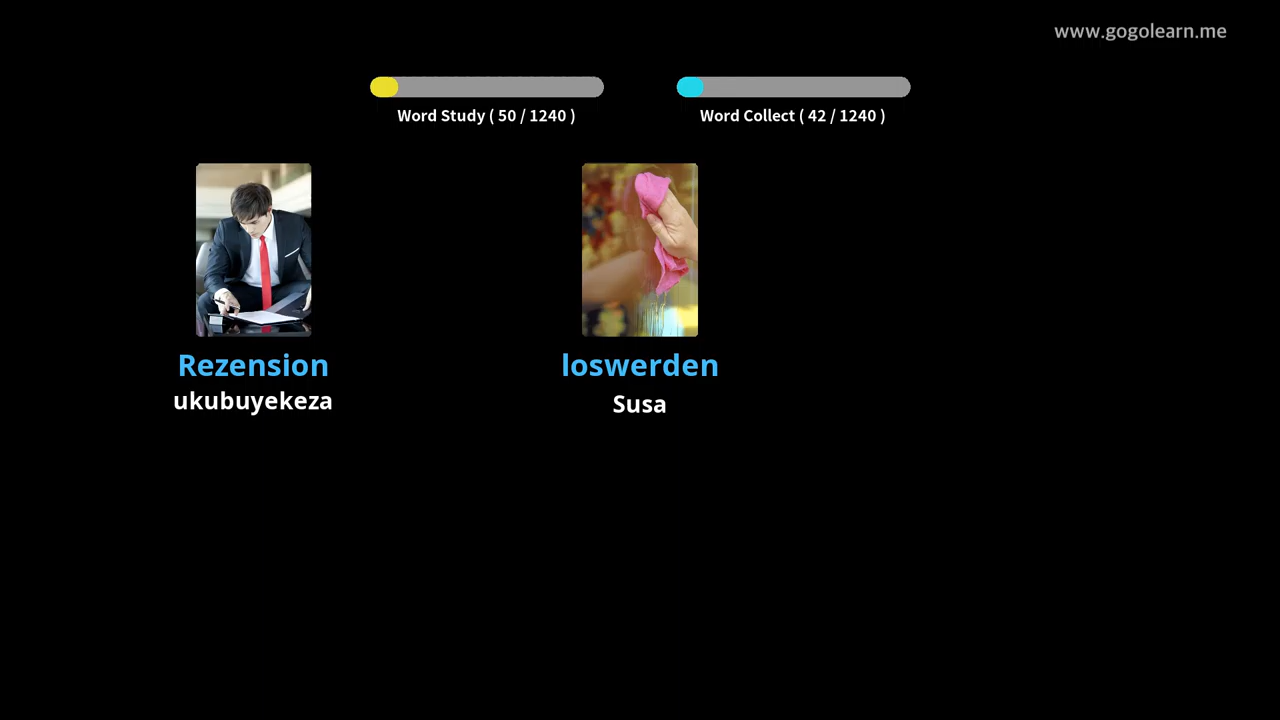 www.gogolearn.me
Word Study ( 50 / 1240 )
Word Collect ( 42 / 1240 )
Rezension
ukubuyekeza
loswerden
Susa